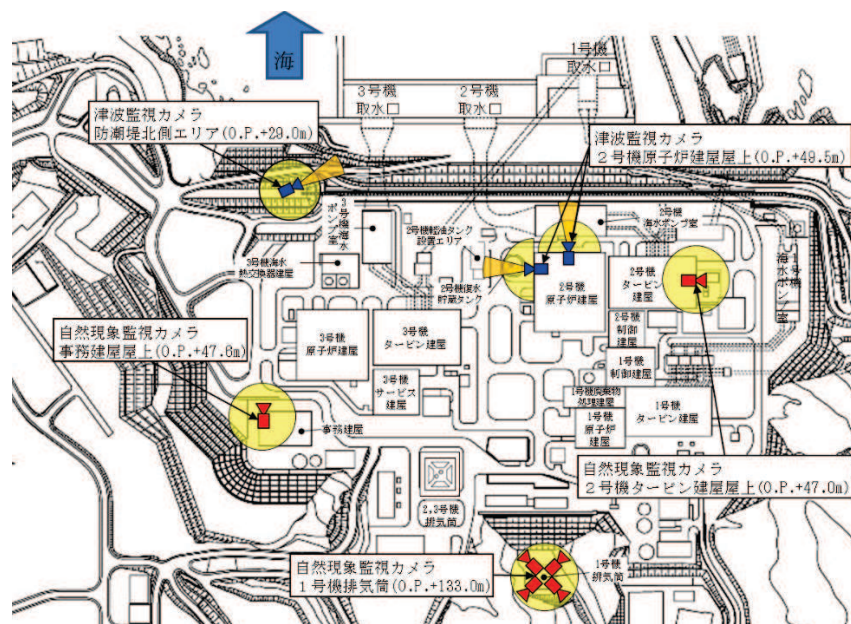 海
1号機
取水口
3号機
取水口
2号機
取水口
津波監視カメラ
防潮堤北側エリア(O.P.+29.0m)
津波監視カメラ
2号機原子炉建屋屋上(O.P.+49.5m)
3号機海水
ポンプ室
2号機軽油タンク
設置エリア
2号機
海水ポンプ室
3号機海水
熱交換器建屋
2号機復水
貯蔵タンク
2号機
原子炉建屋
2号機
タービン
建屋
1号機
海水ポンプ室
自然現象監視カメラ
事務建屋屋上(O.P.+47.6m)
3号機
原子炉建屋
3号機
タービン建屋
2号機
制御
建屋
1号機
制御建屋
3号機
サービス
建屋
1号機廃棄物
処理建屋
1号機
原子炉
建屋
1号機
タービン建屋
事務建屋
自然現象監視カメラ
2号機タービン建屋屋上(O.P.+47.0m)
2,3号機
排気筒
自然現象監視カメラ
1号機排気筒(O.P.+133.0m)
1号機
排気筒